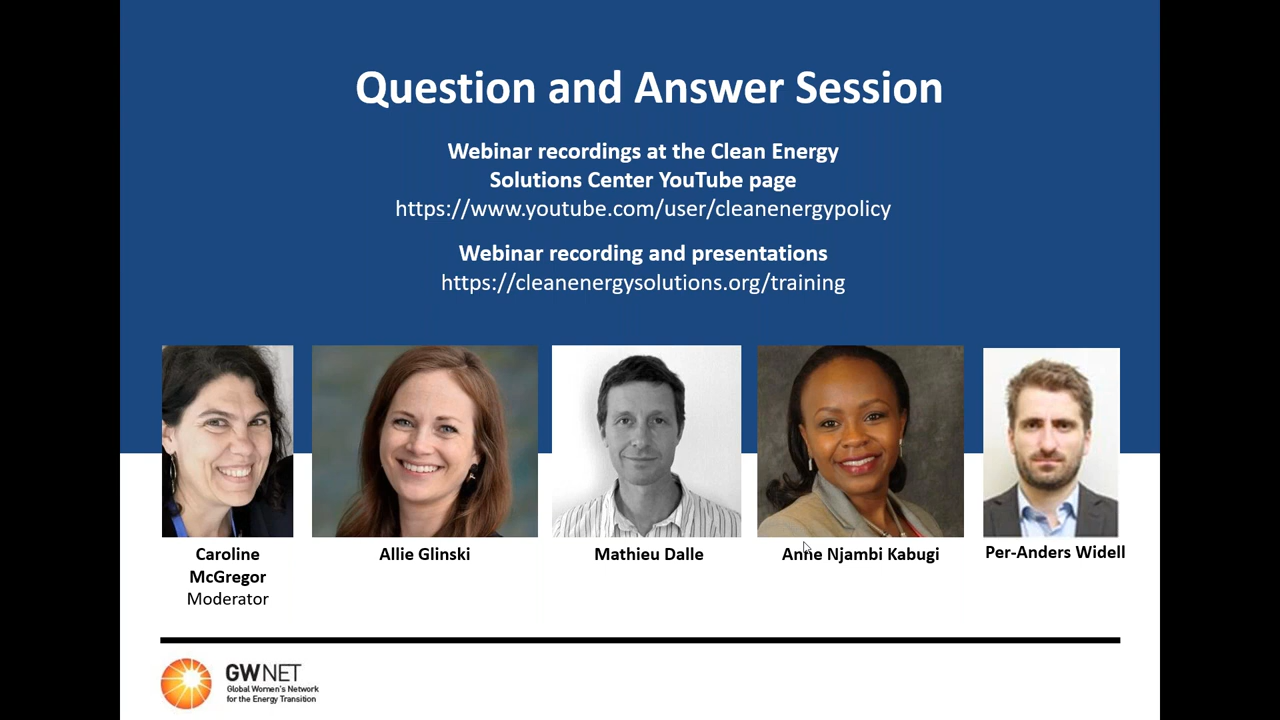 Question and Answer Session
Webinar recordings at the Clean Energy
Solutions Center YouTube page
https://www.youtube.com/user/cleanenergypolicy
Webinar recording and presentations
https://cleanenergysolutions.org/training
Caroline
McGregor
Moderator
Allie Glinski
Mathieu Dalle
Anne Njambi Kabugi
Per-Anders Widell
GWNET
Global Women's Network
for the Energy Transition